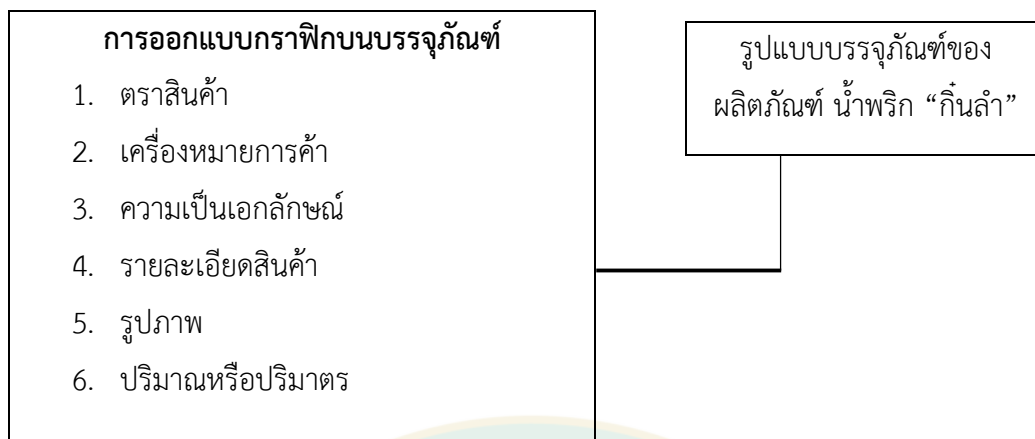 การออกแบบกราฟิกบนบรรจุภัณฑ์
1. ตราสินค้า
2. เครื่องหมายการค้า
3. ความเป็นเอกลักษณ์
4. รายละเอียดสินค้า
5. รูปภาพ
6. ปริมาณหรือปริมาตร
รูปแบบบรรจุภัณฑ์ของ
ผลิตภัณฑ์ น้ำพริก “กิ๋นลำ”